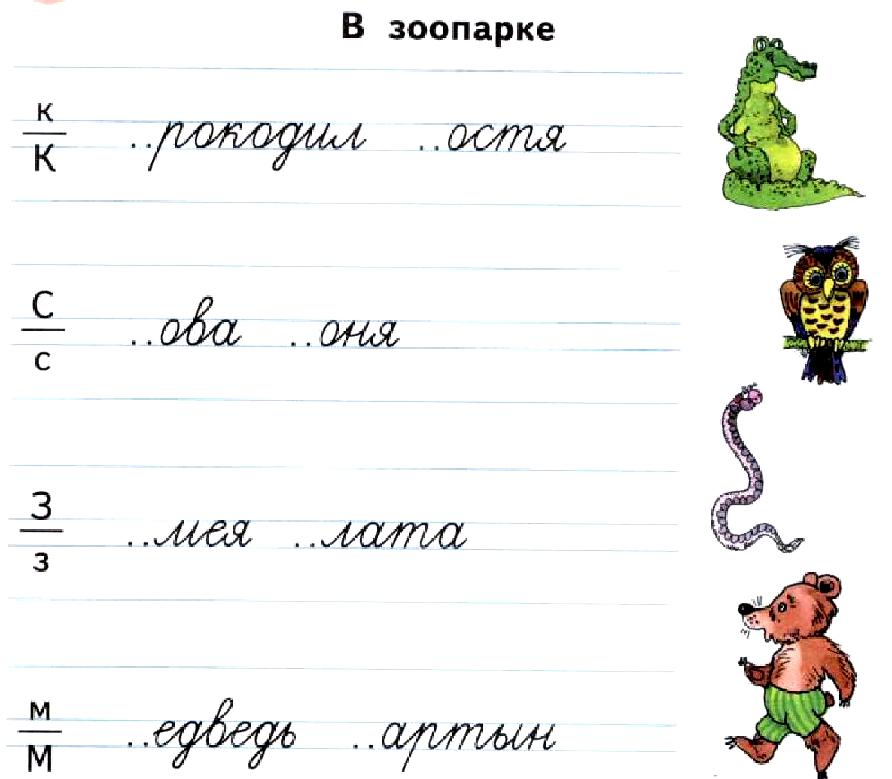 В зоопарке
к
К
..рокодил ..остя
С
с
..ова ..оня
З
з
..мея ..лата
м
М
..едведь ..артын